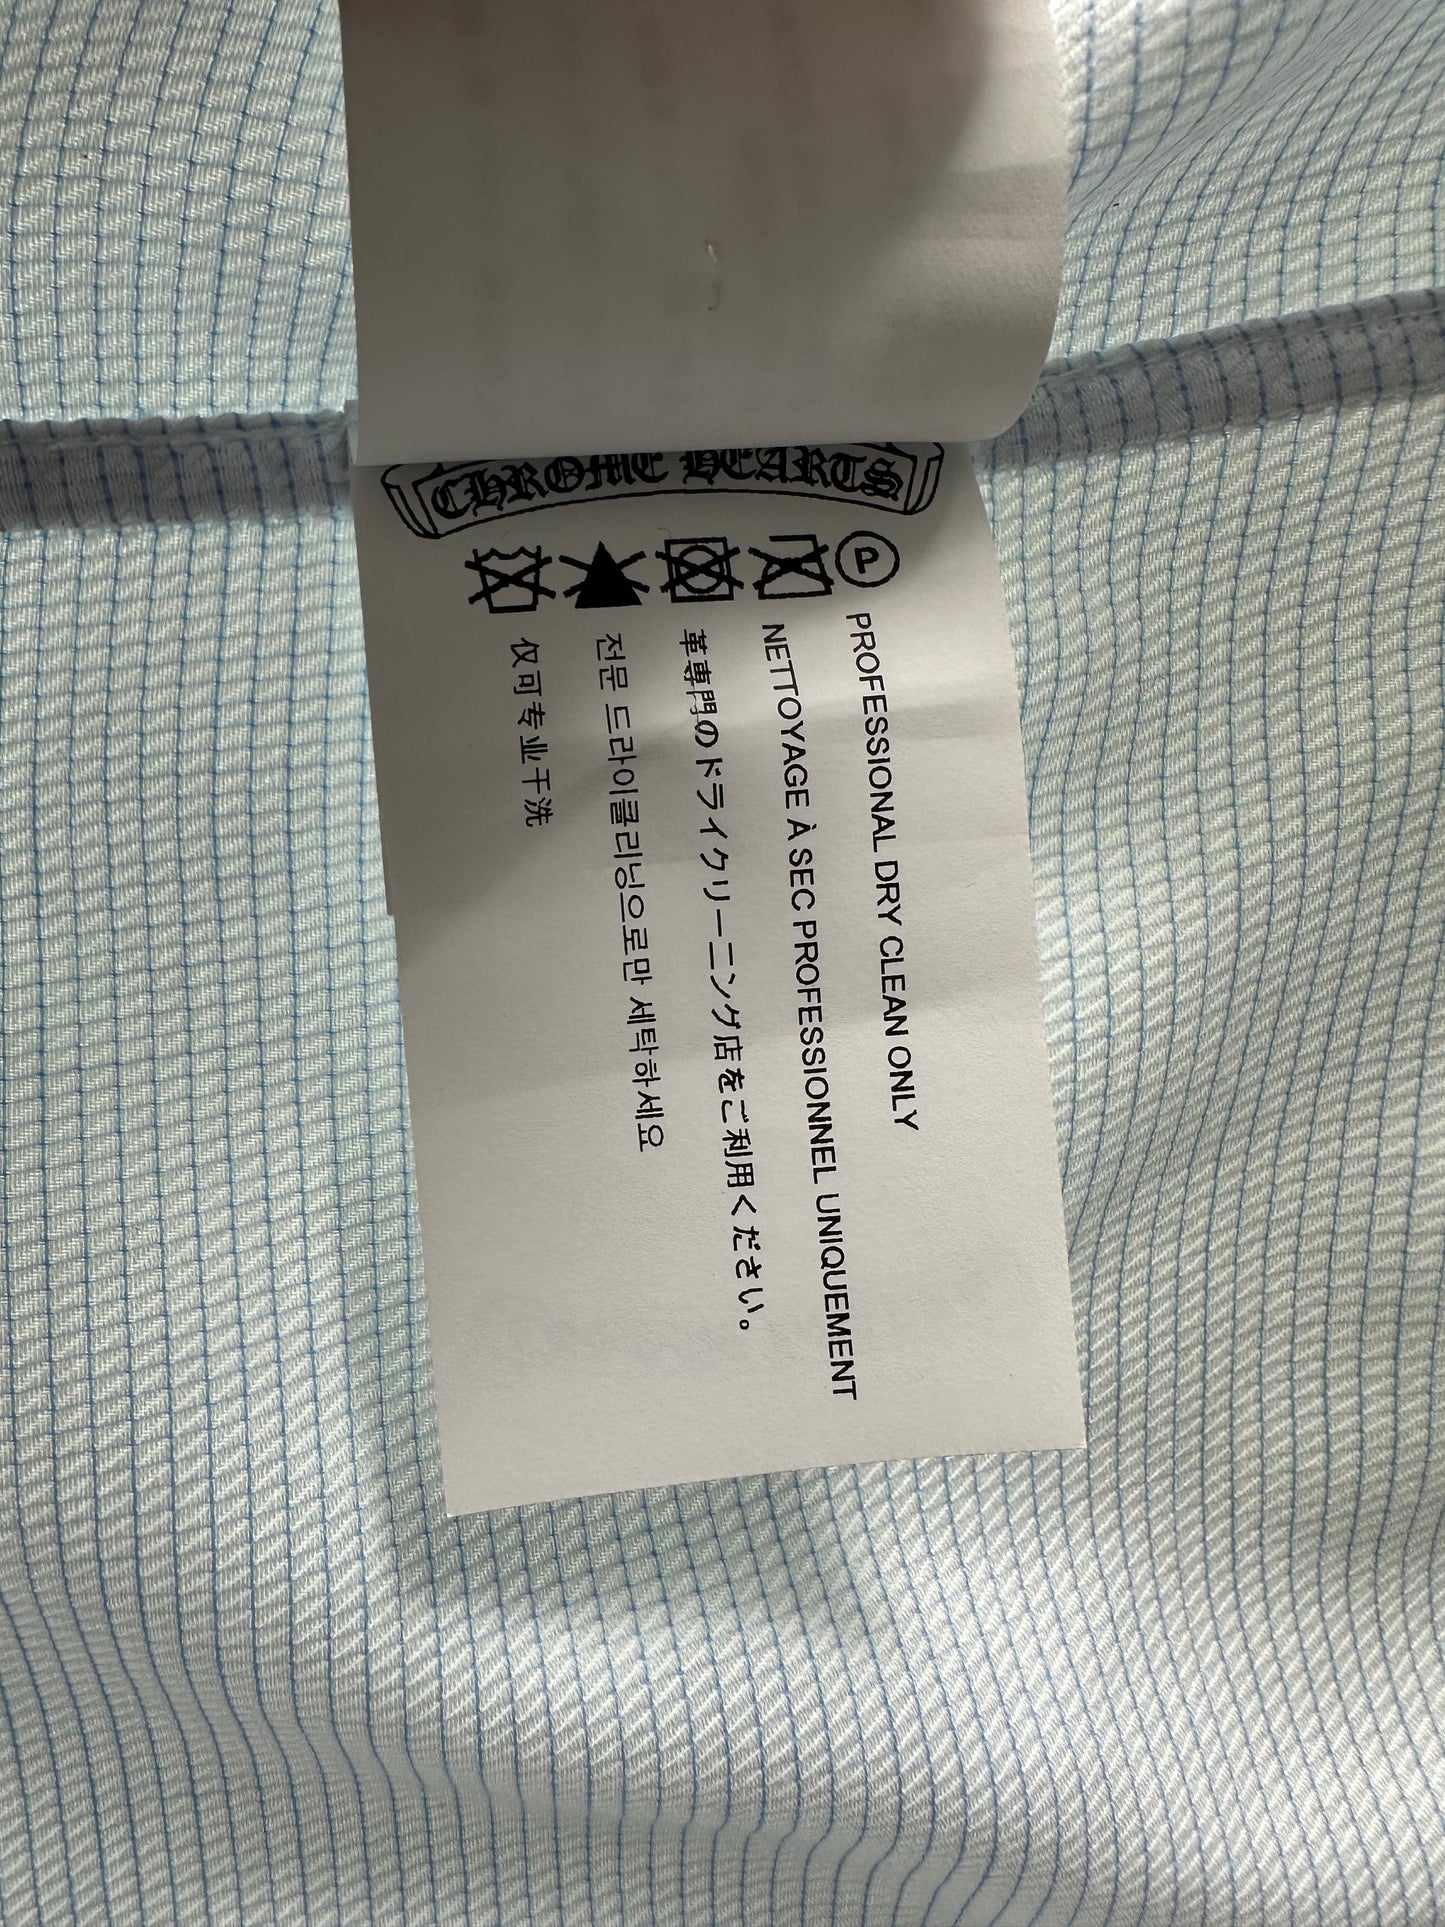 CHROME HEARTS
P PROFESSIONAL DRY CLEAN ONLY
NETTOYAGE À SEC PROFESSIONNEL UNIQUEMENT
革専門のドライクリーニング店をご利用ください。
전문 드라이클리닝으로만 세탁하세요
仅可专业干洗